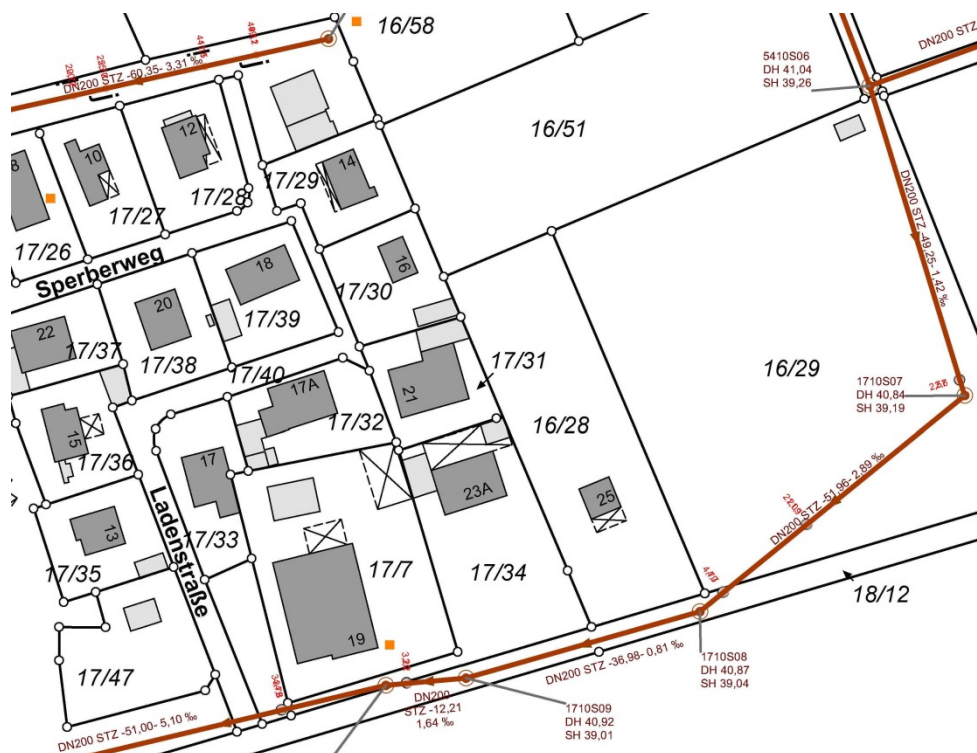 16/58
DN200 STZ -60,35- 3,31 ‰
5410S06
DH 41,04
SH 39,26
16/51
12
10
8
14
17/29
17/28
17/27
17/26
DN200 STZ -49,25- 1,42 ‰
Sperberweg
16
18
17/30
20
17/39
22
17/37
17/38
17/31
17/40
17A
21
16/29
1710S07
DH 40,84
SH 39,19
17/32
16/28
15
17/36
17
23A
25
DN200 STZ -51,96- 2,89 ‰
Ladenstraße
13
17/33
17/35
17/7
17/34
18/12
19
17/47
1710S08
DH 40,87
SH 39,04
DN200 STZ -36,98- 0,81 ‰
DN200
STZ -12,21
1,64 ‰
1710S09
DH 40,92
SH 39,01
DN200 STZ -51,00- 5,10 ‰